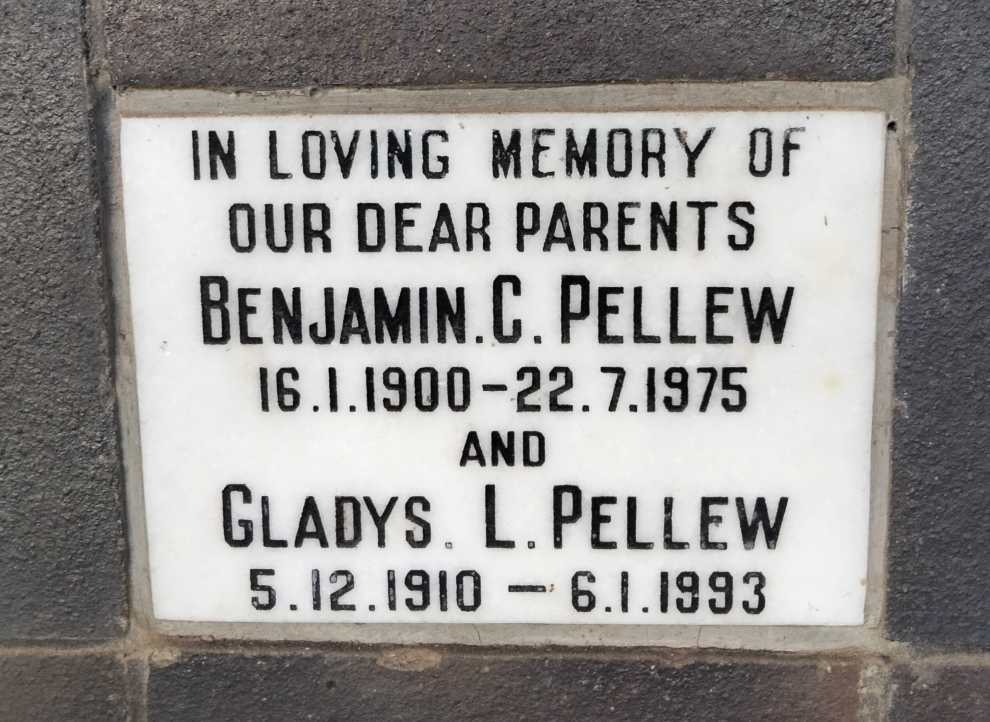 IN LOVING MEMORY OF
OUR DEAR PARENTS
BENJAMIN. C. PELLEW
16.1.1900-22.7.1975
AND
GLADYS. L. PELLEW
5.12.1910 - 6.1.1993